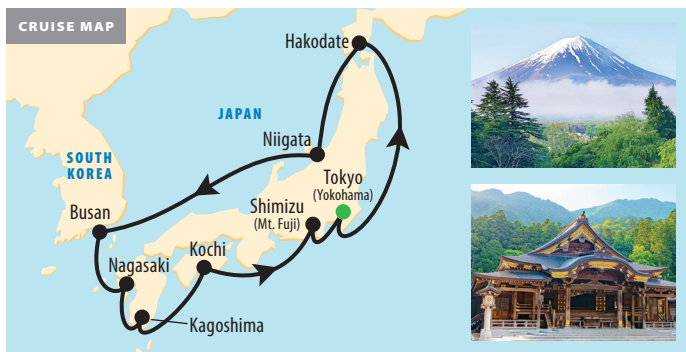 CRUISE MAP
Hakodate
JAPAN
Niigata
SOUTH
KOREA
Tokyo
(Yokohama)
Shimizu
(Mt. Fuji)
Busan
Kochi
Nagasaki
Kagoshima